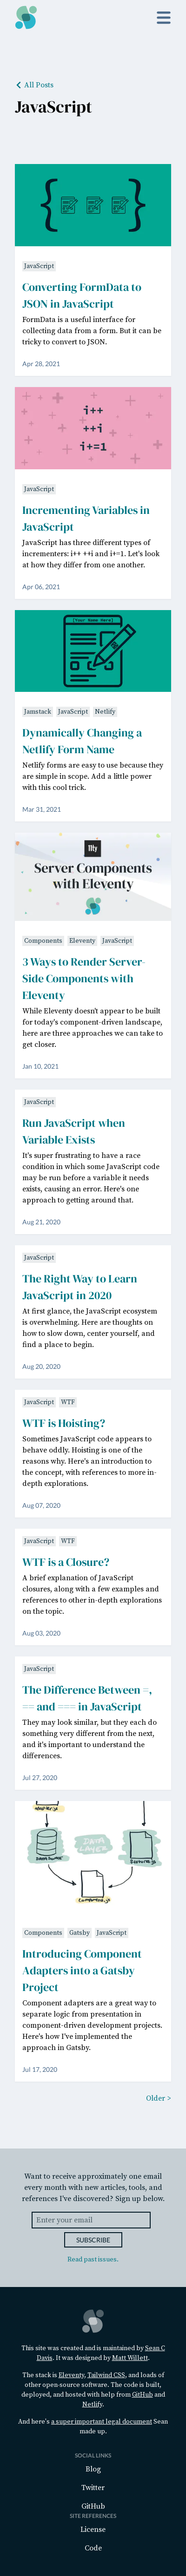 All Posts
JavaScript
JavaScript
Converting FormData to
JSON in JavaScript
FormData is a useful interface for
collecting data from a form. But it can be
tricky to convert to JSON.
Apr 28, 2021
i++
++i
i+=1
JavaScript
Incrementing Variables in
JavaScript
JavaScript has three different types of
incrementers: i++ ++i and i+=1. Let's look
at how they differ from one another.
Apr 06, 2021
[Your Name Here]
Jamstack JavaScript Netlify
Dynamically Changing a
Netlify Form Name
Netlify forms are easy to use because they
are simple in scope. Add a little power
with this cool trick.
Mar 31, 2021
11ty
Server Components
with Eleventy
Components Eleventy JavaScript
3 Ways to Render Server-
Side Components with
Eleventy
While Eleventy doesn't appear to be built
for today's component-driven landscape,
here are three approaches we can take to
get closer.
Jan 10, 2021
JavaScript
Run JavaScript when
Variable Exists
It's super frustrating to have a race
condition in which some JavaScript code
may be run before a variable it needs
exists, causing an error. Here's one
approach to getting around that.
Aug 21, 2020
JavaScript
The Right Way to Learn
JavaScript in 2020
At first glance, the JavaScript ecosystem
is overwhelming. Here are thoughts on
how to slow down, center yourself, and
find a place to begin.
Aug 20, 2020
JavaScript WTF
WTF is Hoisting?
Sometimes JavaScript code appears to
behave oddly. Hoisting is one of the
reasons why. Here's an introduction to
the concept, with references to more in-
depth explorations.
Aug 07, 2020
JavaScript WTF
WTF is a Closure?
A brief explanation of JavaScript
closures, along with a few examples and
references to other in-depth explorations
on the topic.
Aug 03, 2020
JavaScript
The Difference Between =,
== and === in JavaScript
They may look similar, but they each do
something very different from the next,
and it's important to understand the
differences.
Jul 27, 2020
DATA
LAYER
Components Gatsby JavaScript
Introducing Component
Adapters into a Gatsby
Project
Component adapters are a great way to
separate logic from presentation in
component-driven development projects.
Here's how I've implemented the
approach in Gatsby.
Jul 17, 2020
Older >
Want to receive approximately one email
every month with new articles, tools, and
references I've discovered? Sign up below.
Enter your email
SUBSCRIBE
Read past issues.
This site was created and is maintained by Sean C
Davis. It was designed by Matt Willett.
The stack is Eleventy, Tailwind CSS, and loads of
other open-source software. The code is built,
deployed, and hosted with help from GitHub and
Netlify.
And here's a super important legal document Sean
made up.
SOCIAL LINKS
Blog
Twitter
GitHub
SITE REFERENCES
License
Code